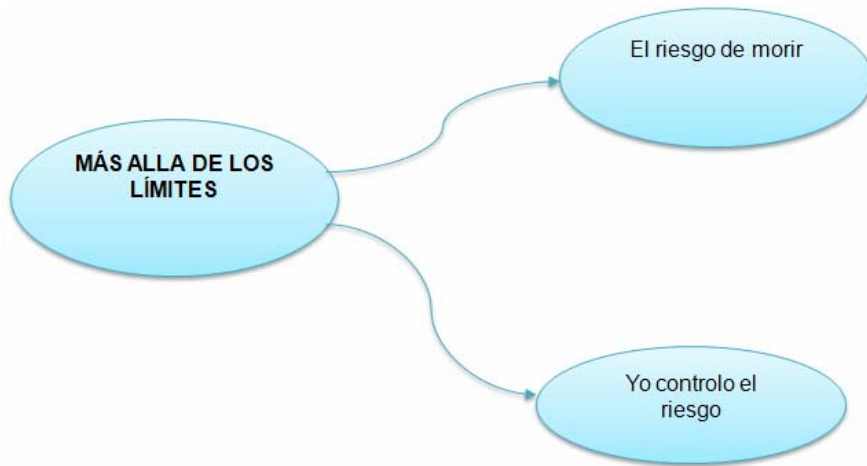 El riesgo de morir
MÁS ALLA DE LOS
LÍMITES
Yo controlo el
riesgo